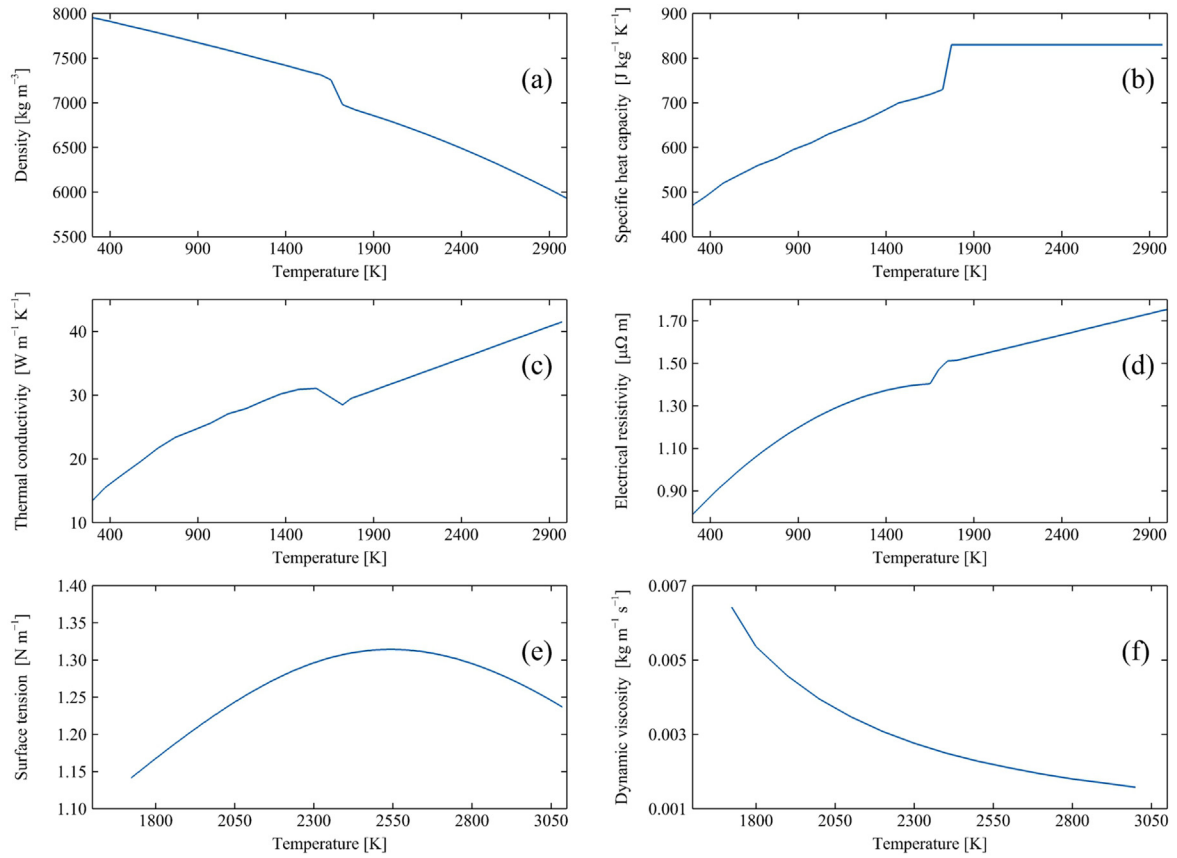 8000
7500
7000
6500
6000
5500
Density [kg m⁻³]
(a)
400 900 1400 1900 2400 2900
Temperature [K]
900
800
700
600
500
400
Specific heat capacity [J kg⁻¹ K⁻¹]
(b)
400 900 1400 1900 2400 2900
Temperature [K]
40
30
20
10
Thermal conductivity [W m⁻¹ K⁻¹]
(c)
400 900 1400 1900 2400 2900
Temperature [K]
1.70
1.50
1.30
1.10
0.90
Electrical resistivity [μΩ m]
(d)
400 900 1400 1900 2400 2900
Temperature [K]
1.40
1.35
1.30
1.25
1.20
1.15
1.10
Surface tension [N m⁻¹]
(e)
1800 2050 2300 2550 2800 3050
Temperature [K]
0.007
0.005
0.003
0.001
Dynamic viscosity [kg m⁻¹ s⁻¹]
(f)
1800 2050 2300 2550 2800 3050
Temperature [K]